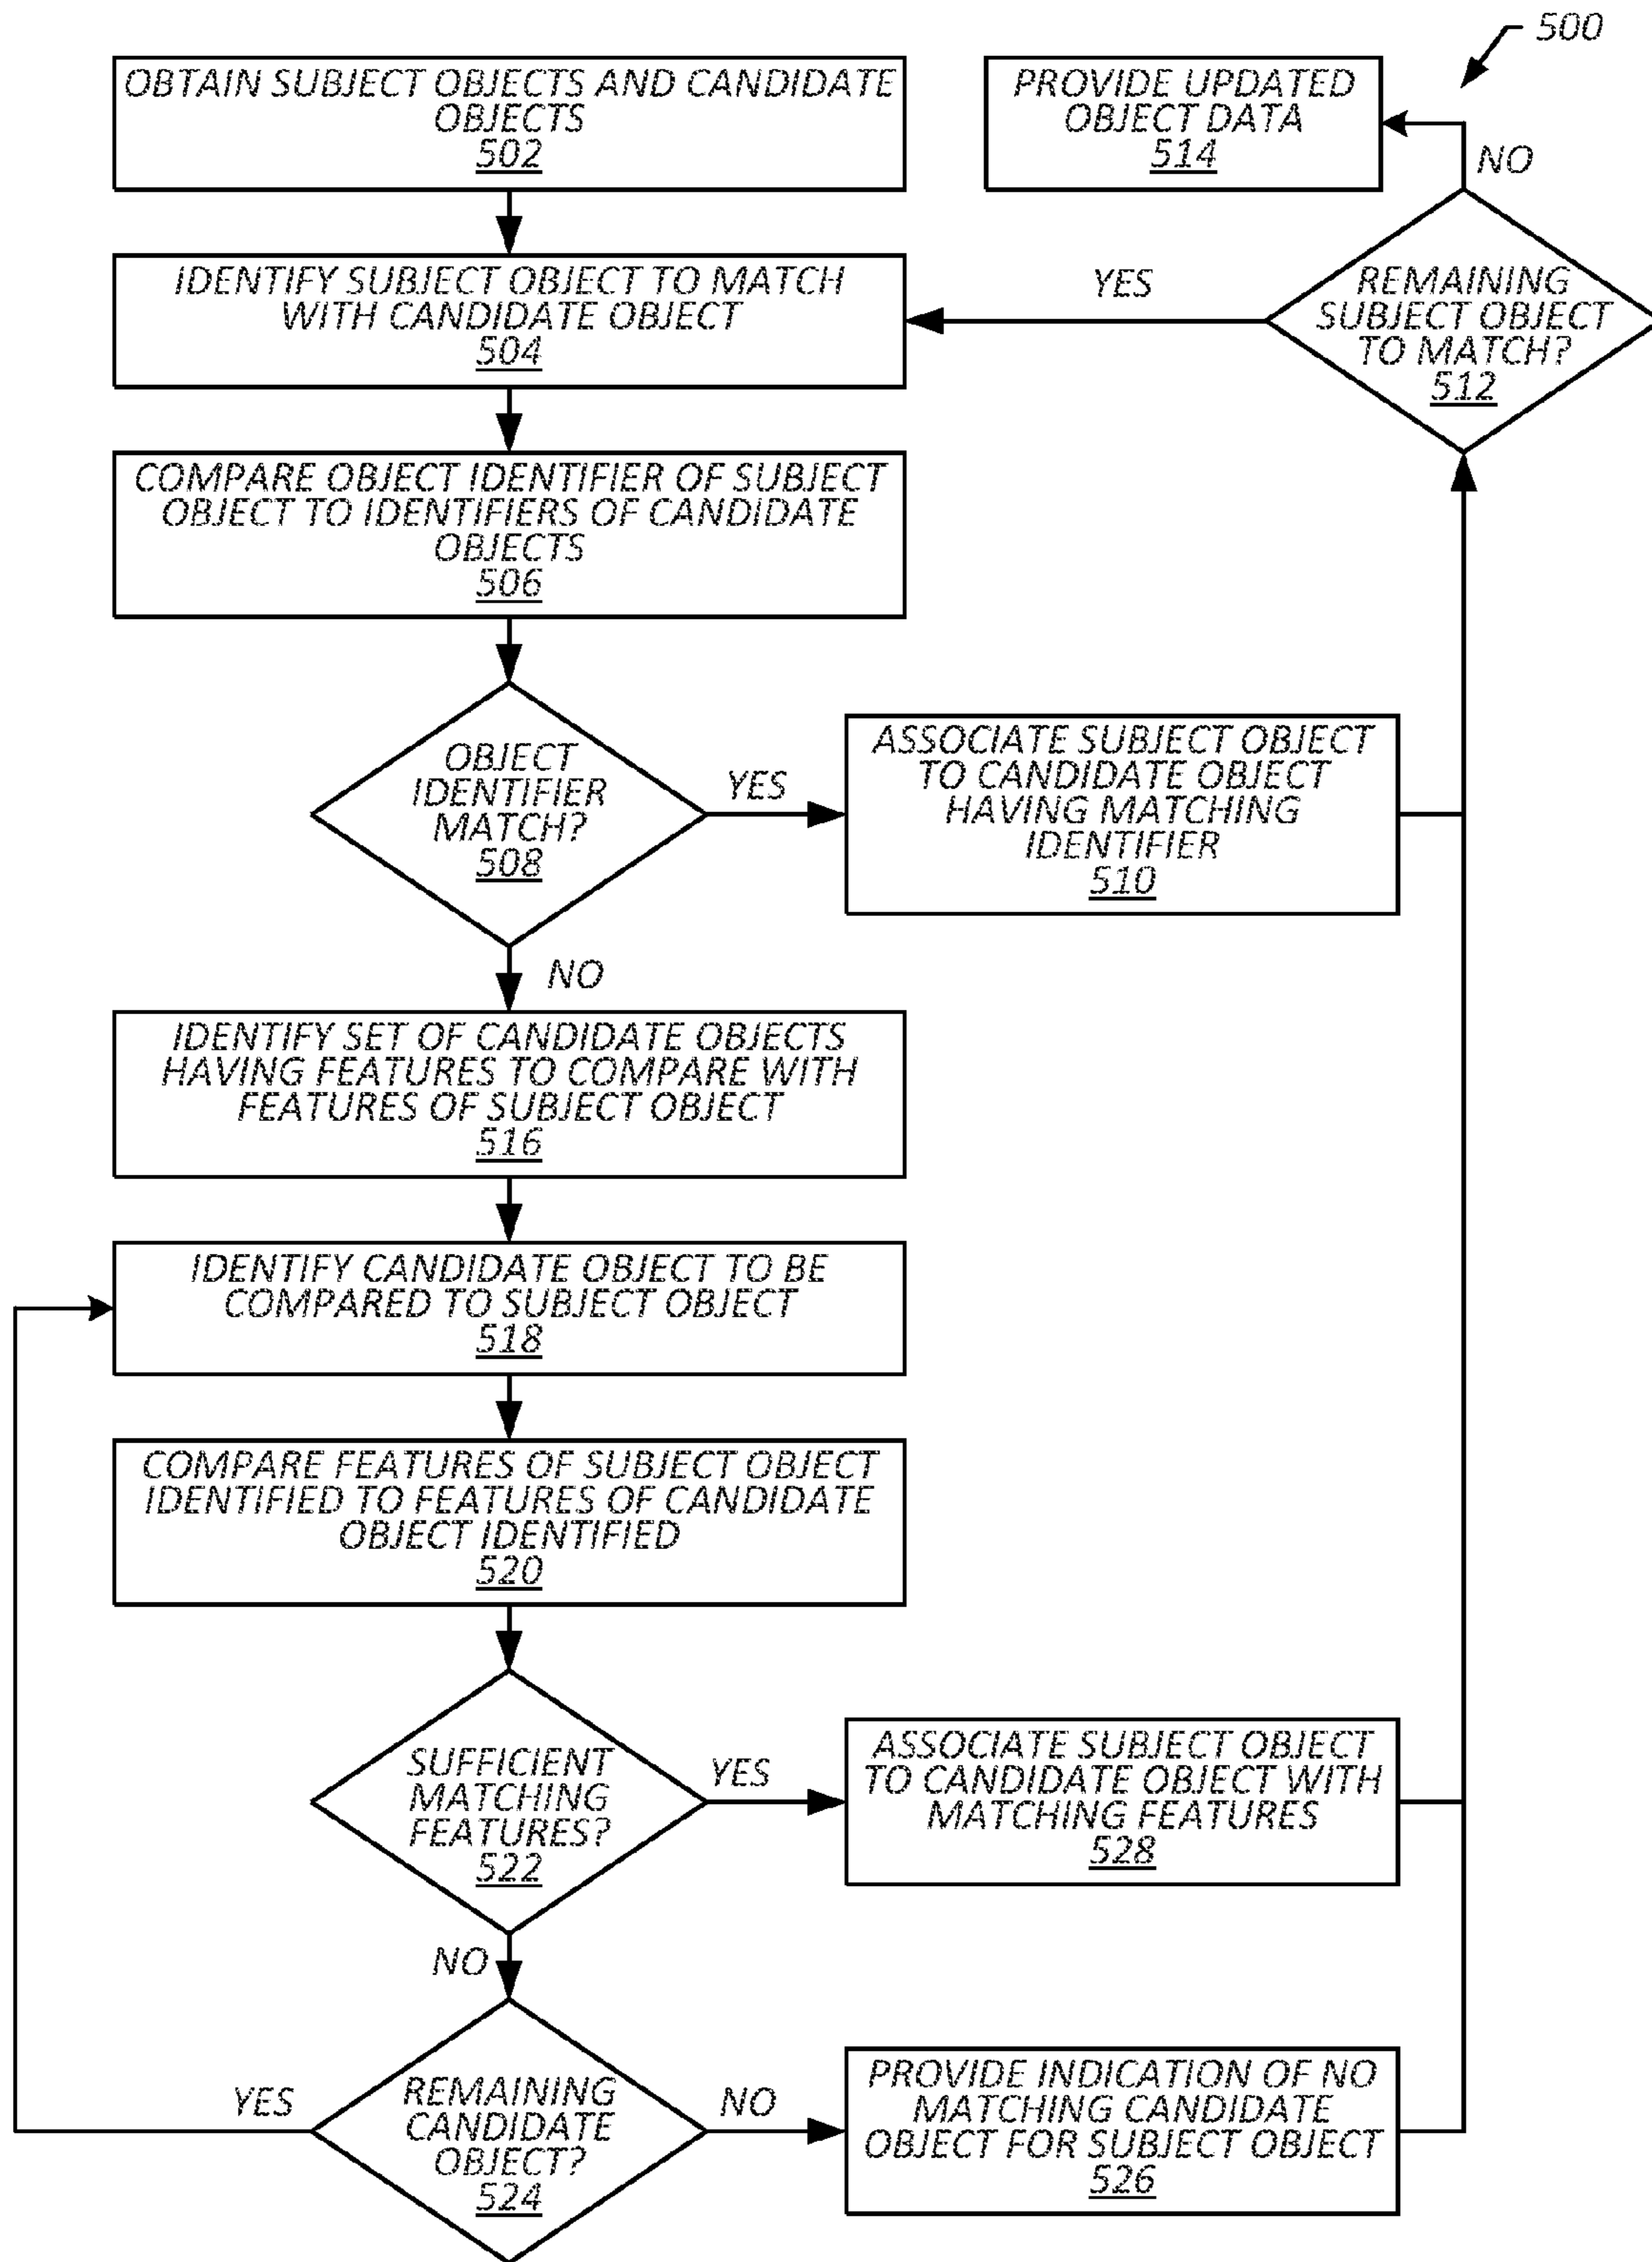 500
OBTAIN SUBJECT OBJECTS AND CANDIDATE
OBJECTS
502
PROVIDE UPDATED
OBJECT DATA
514
NO
IDENTIFY SUBJECT OBJECT TO MATCH
WITH CANDIDATE OBJECT
504
YES
REMAINING
SUBJECT OBJECT
TO MATCH?
512
COMPARE OBJECT IDENTIFIER OF SUBJECT
OBJECT TO IDENTIFIERS OF CANDIDATE
OBJECTS
506
OBJECT
IDENTIFIER
MATCH?
508
YES
ASSOCIATE SUBJECT OBJECT
TO CANDIDATE OBJECT
HAVING MATCHING
IDENTIFIER
510
NO
IDENTIFY SET OF CANDIDATE OBJECTS
HAVING FEATURES TO COMPARE WITH
FEATURES OF SUBJECT OBJECT
516
IDENTIFY CANDIDATE OBJECT TO BE
COMPARED TO SUBJECT OBJECT
518
COMPARE FEATURES OF SUBJECT OBJECT
IDENTIFIED TO FEATURES OF CANDIDATE
OBJECT IDENTIFIED
520
SUFFICIENT
MATCHING
FEATURES?
522
YES
ASSOCIATE SUBJECT OBJECT
TO CANDIDATE OBJECT WITH
MATCHING FEATURES
528
NO
YES
REMAINING
CANDIDATE
OBJECT?
524
NO
PROVIDE INDICATION OF NO
MATCHING CANDIDATE
OBJECT FOR SUBJECT OBJECT
526